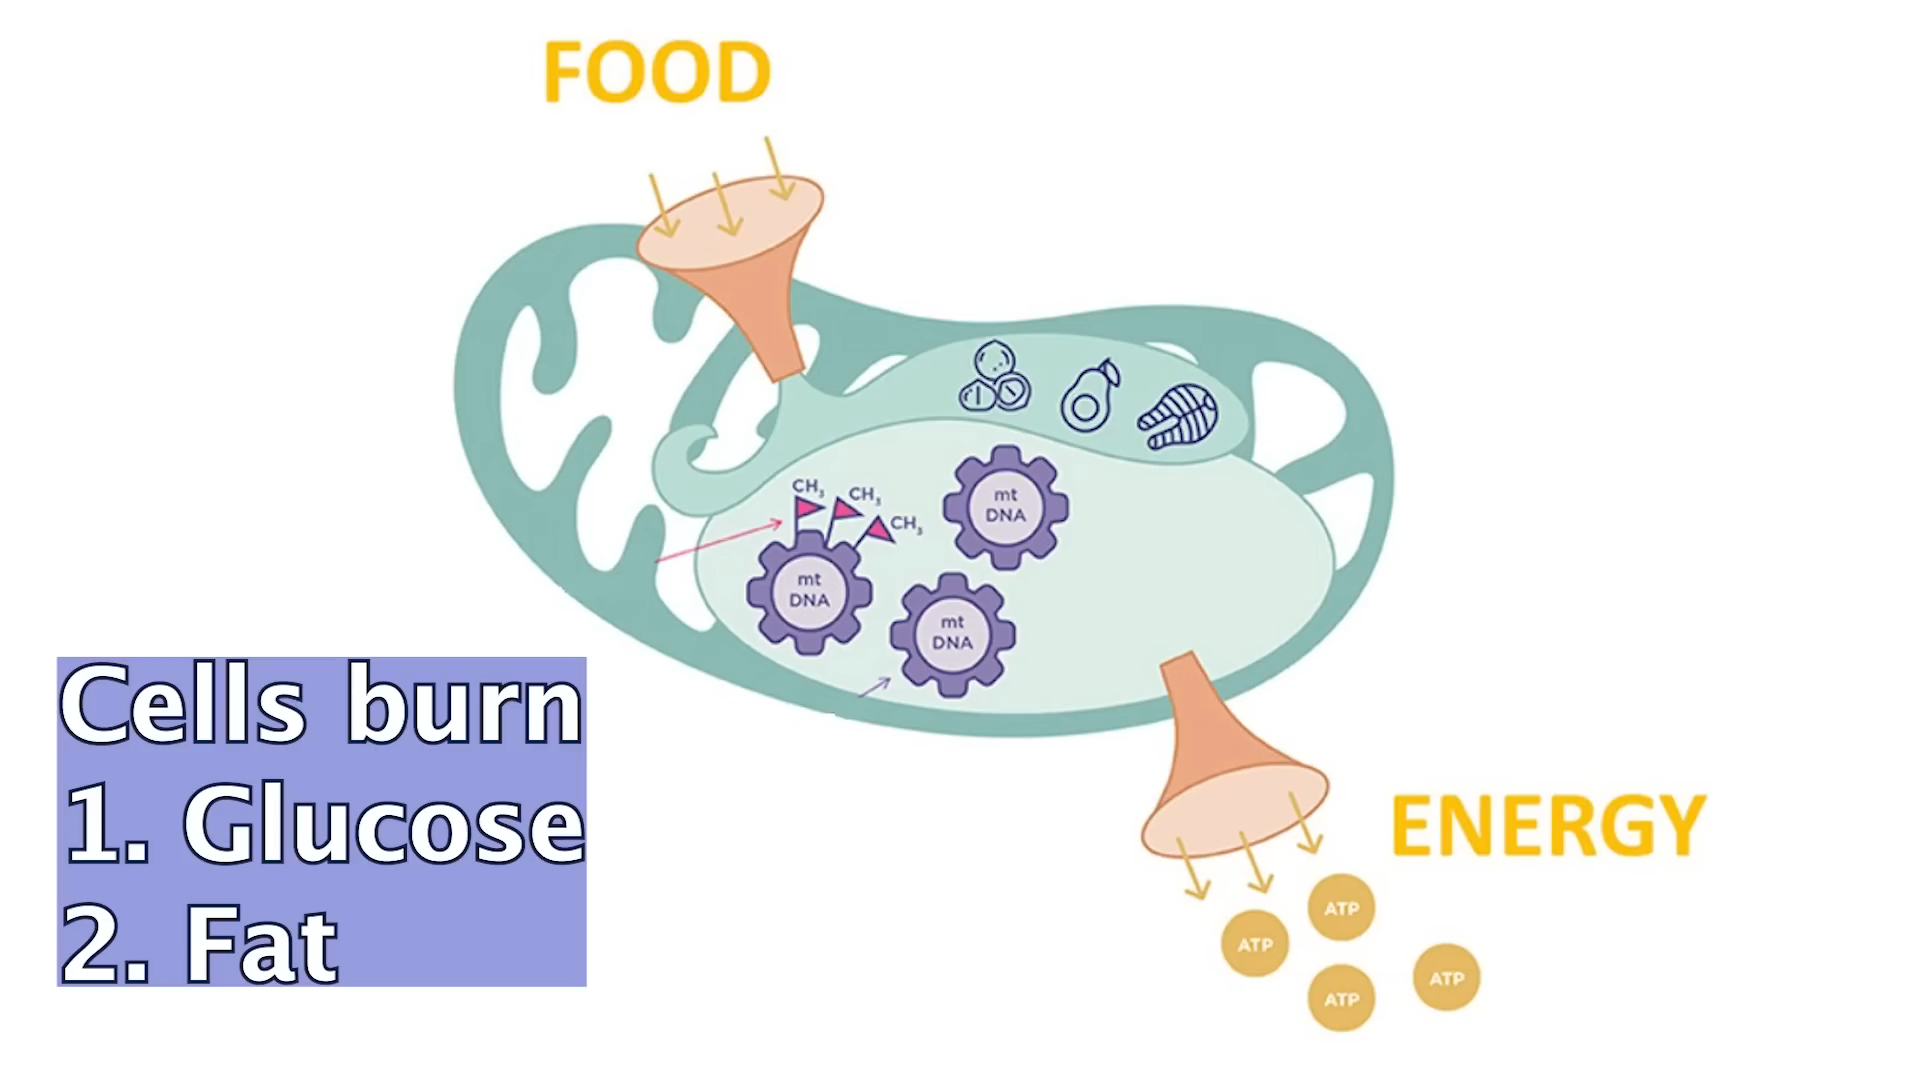 FOOD
CH₃
CH₃
CH₃
mt
DNA
mt
DNA
mt
DNA
Cells burn
1. Glucose
2. Fat
ENERGY
ATP
ATP
ATP
ATP